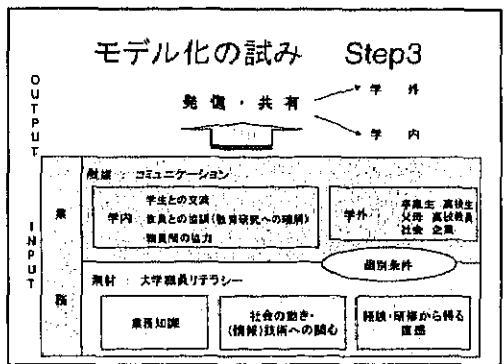 モデル化の試み Step3
OUTPUT
発信・共有
学 外
学 内
INPUT
業 務
触媒 : コミュニケーション
学生との交流
学内 ・教員との協調(教育研究への理解)
・職員間の協力
学外
卒業生 高校生
父母 高校教員
社会 企業
個別条件
素材 : 大学職員リテラシー
業務知識
社会の動き・
(情報)技術への関心
経験・研修から得る
直感